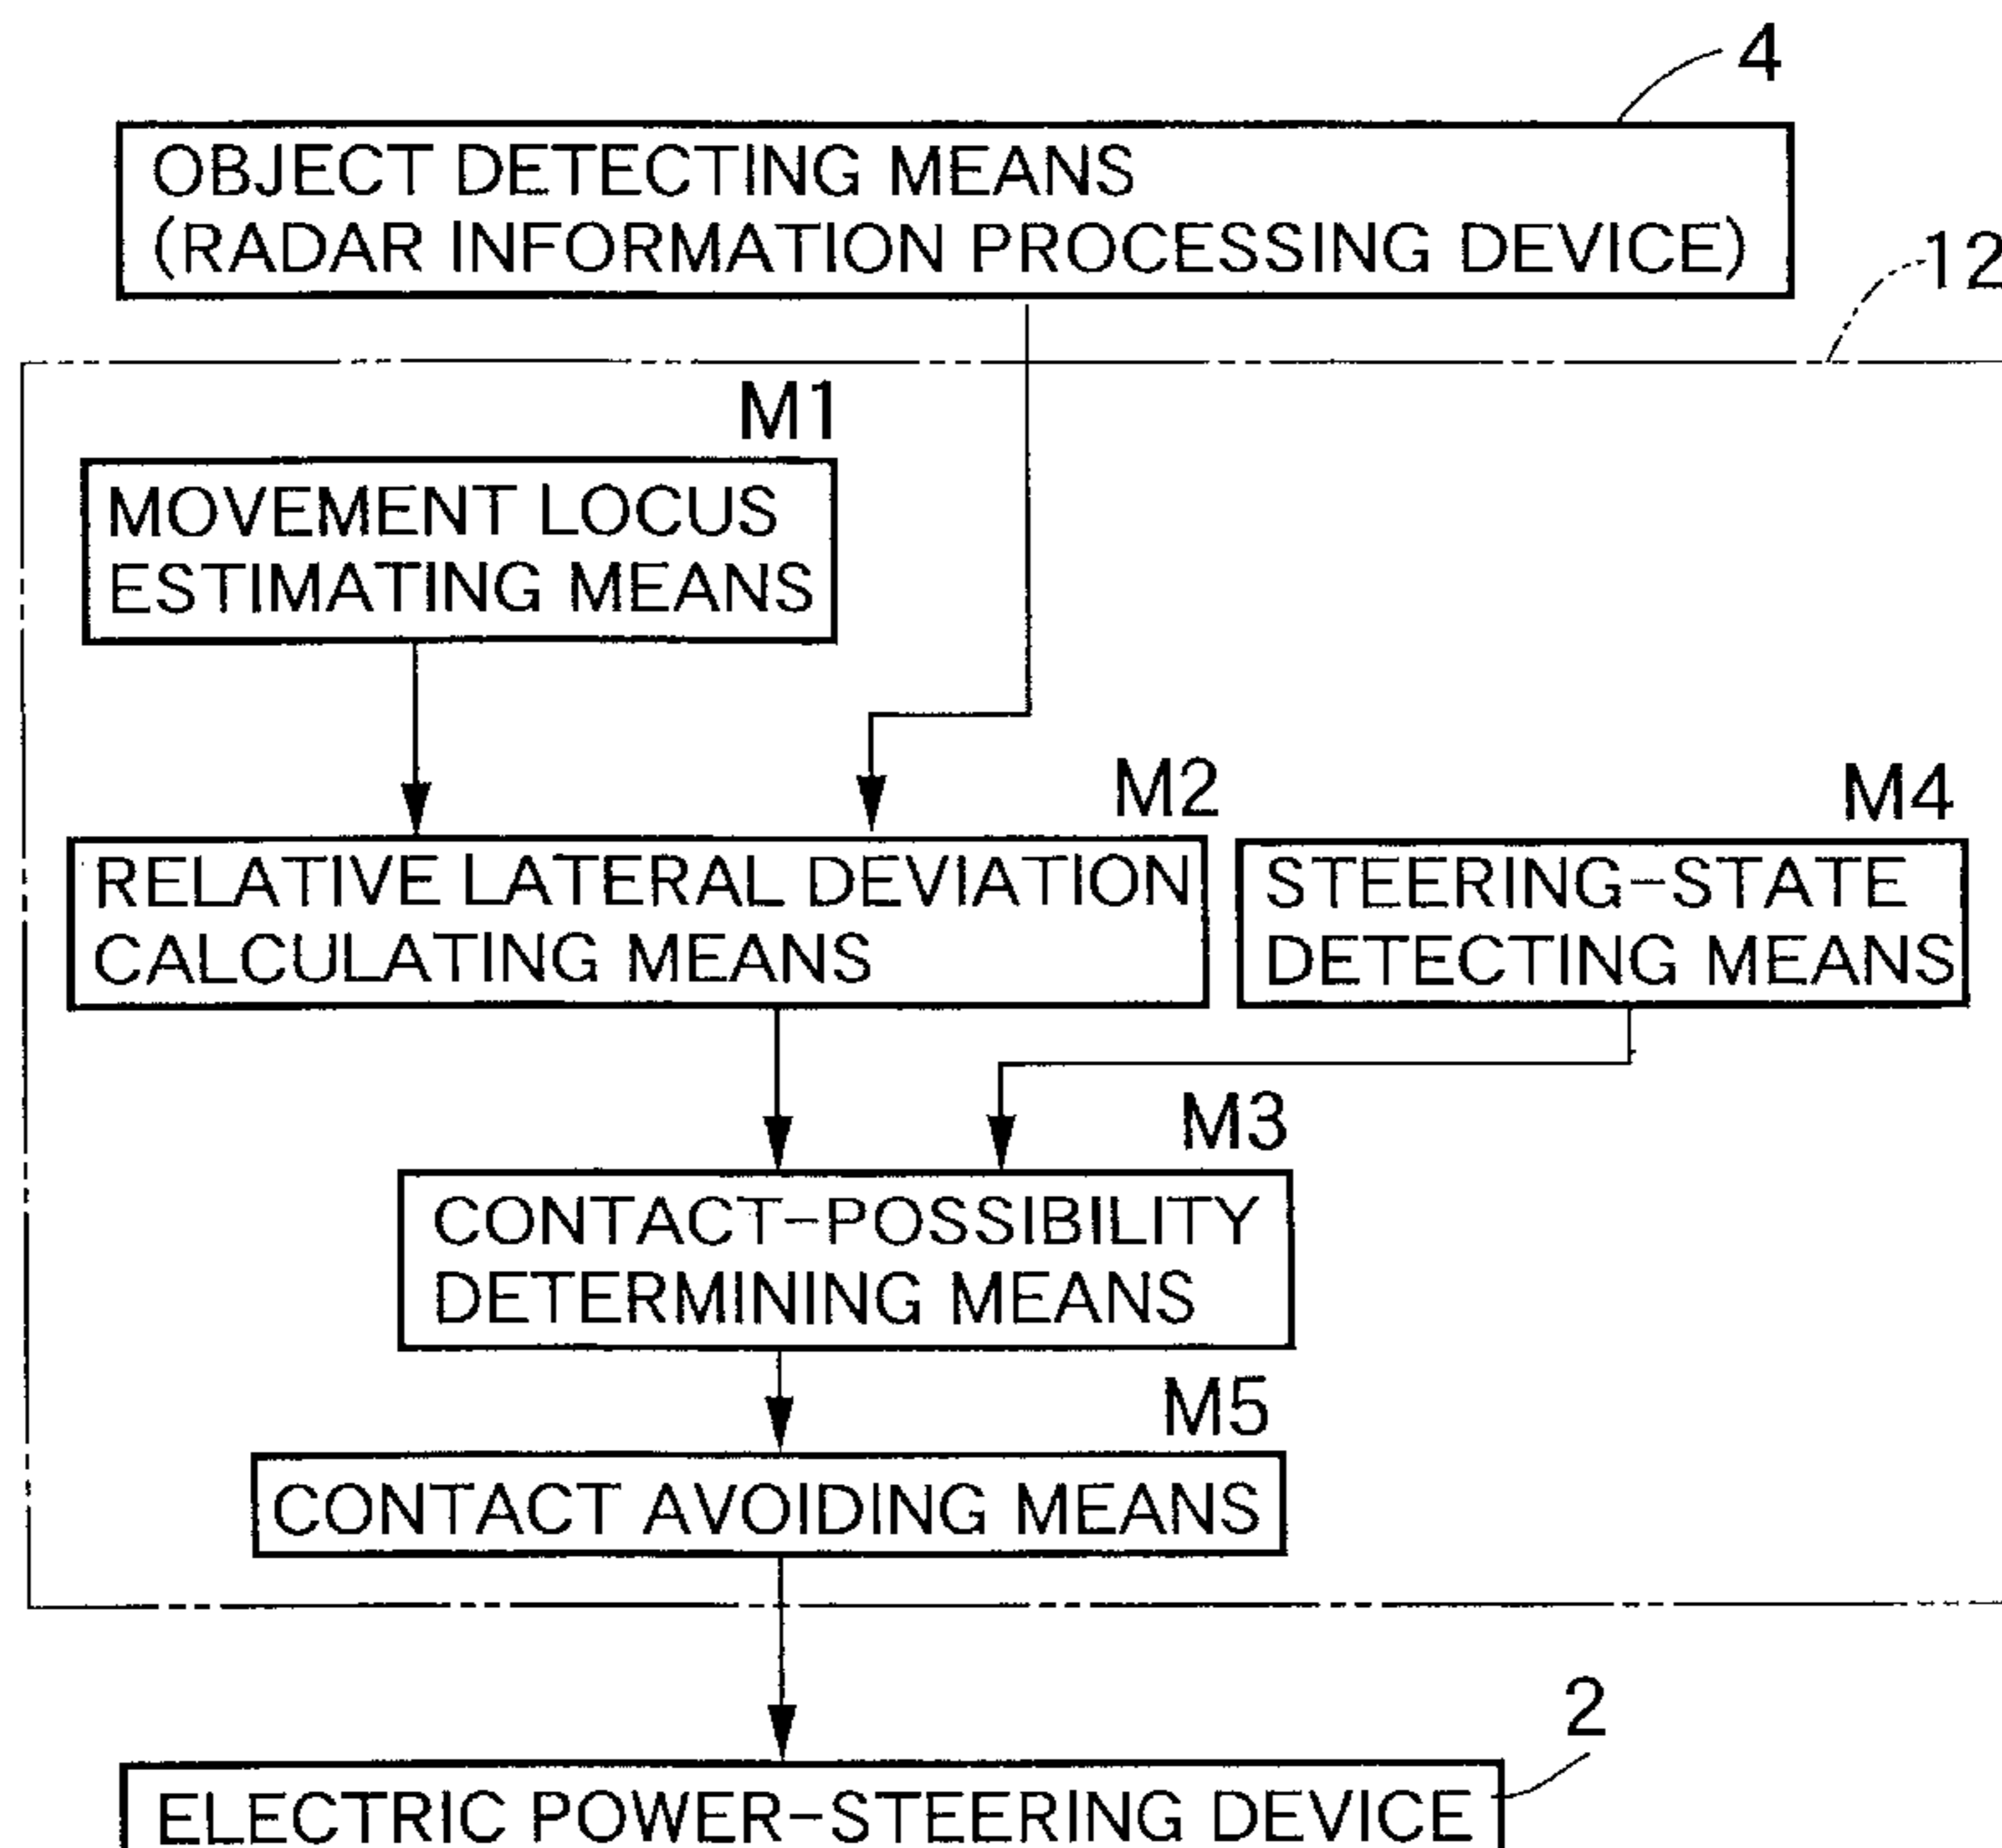 4
OBJECT DETECTING MEANS
(RADAR INFORMATION PROCESSING DEVICE)
12
M1
MOVEMENT LOCUS
ESTIMATING MEANS
M2
RELATIVE LATERAL DEVIATION
CALCULATING MEANS
M4
STEERING-STATE
DETECTING MEANS
M3
CONTACT-POSSIBILITY
DETERMINING MEANS
M5
CONTACT AVOIDING MEANS
2
ELECTRIC POWER-STEERING DEVICE